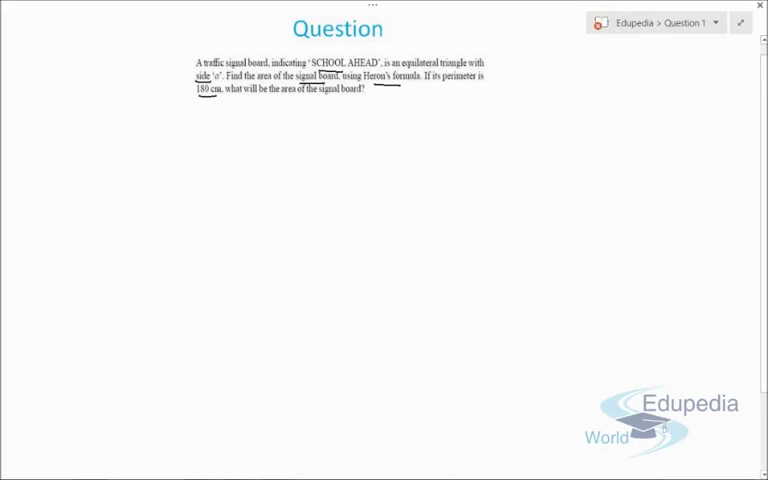 Question
Edupedia > Question 1
A traffic signal board, indicating ‘SCHOOL AHEAD’, is an equilateral triangle with
side ‘a’. Find the area of the signal board, using Heron’s formula. If its perimeter is
180 cm, what will be the area of the signal board?
Edupedia
World